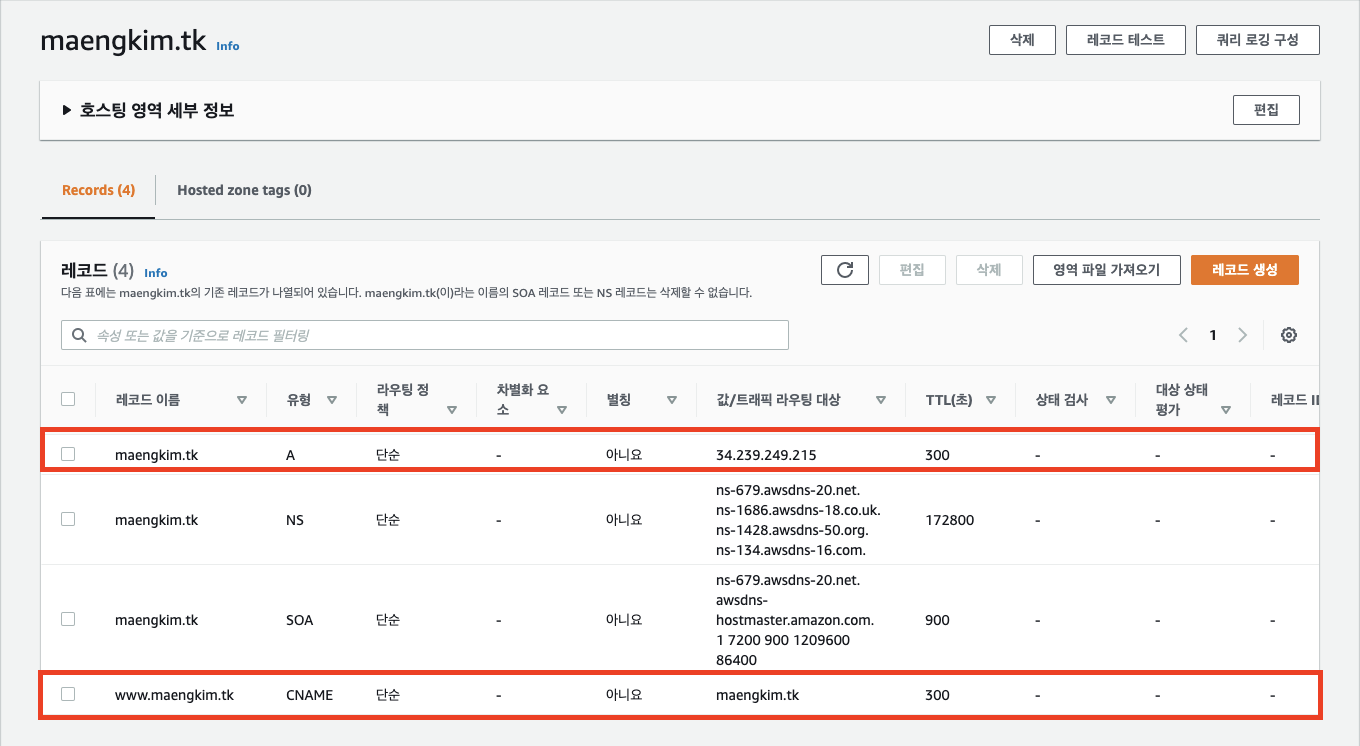 maengkim.tk Info
삭제 레코드 테스트 쿼리 로깅 구성
▶ 호스팅 영역 세부 정보 편집
Records (4) Hosted zone tags (0)
레코드 (4) Info
편집 삭제 영역 파일 가져오기 레코드 생성
다음 표에는 maengkim.tk의 기존 레코드가 나열되어 있습니다. maengkim.tk(이)라는 이름의 SOA 레코드 또는 NS 레코드는 삭제할 수 없습니다.
속성 또는 값을 기준으로 레코드 필터링
1
레코드 이름 유형 라우팅 정책 차별화 요소 별칭 값/트래픽 라우팅 대상 TTL(초) 상태 검사 대상 상태 평가 레코드
maengkim.tk A 단순 - 아니요 34.239.249.215 300 - - -
maengkim.tk NS 단순 - 아니요 ns-679.awsdns-20.net. 172800 - - -
ns-1686.awsdns-18.co.uk.
ns-1428.awsdns-50.org.
ns-134.awsdns-16.com.
maengkim.tk SOA 단순 - 아니요 ns-679.awsdns-20.net. 900 - - -
awsdns-
hostmaster.amazon.com.
1 7200 900 1209600
86400
www.maengkim.tk CNAME 단순 - 아니요 maengkim.tk 300 - - -